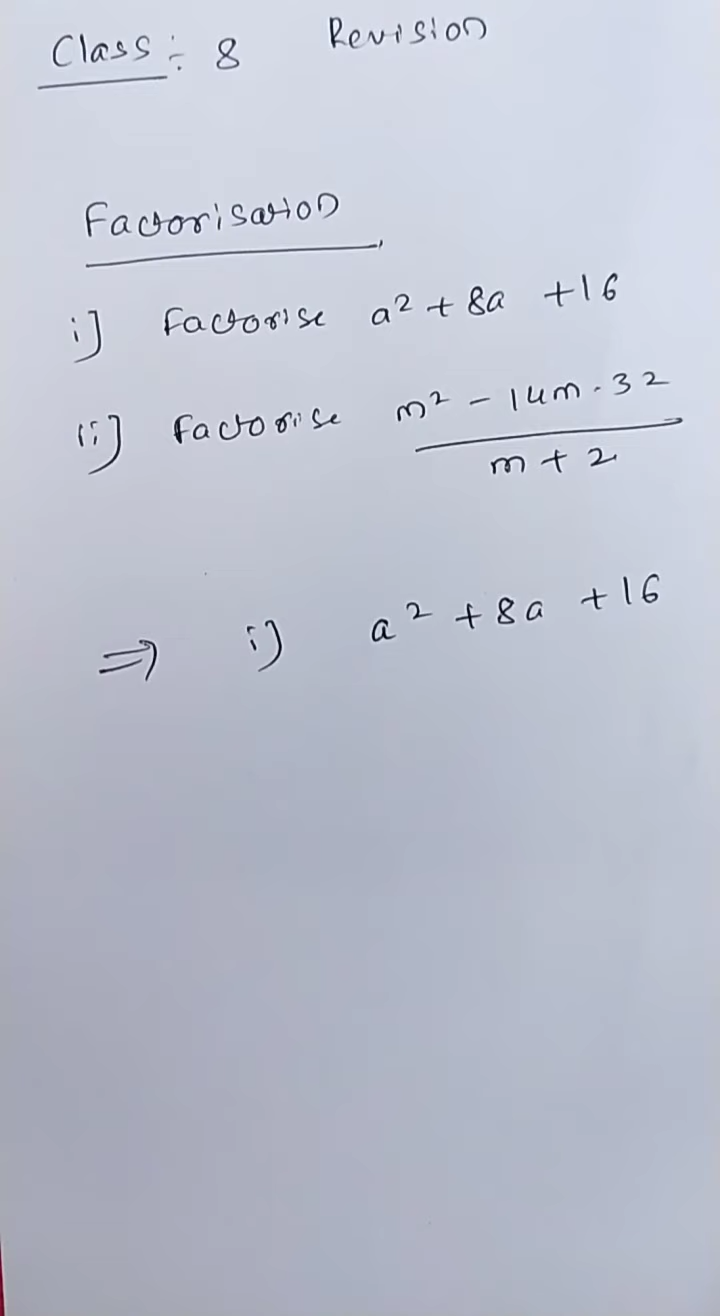 Class :- 8 Revision
Factorisation
i] Factorise a² + 8a + 16
ii] Factorise m² - 14m - 32
m + 2
⇒ i) a² + 8a + 16